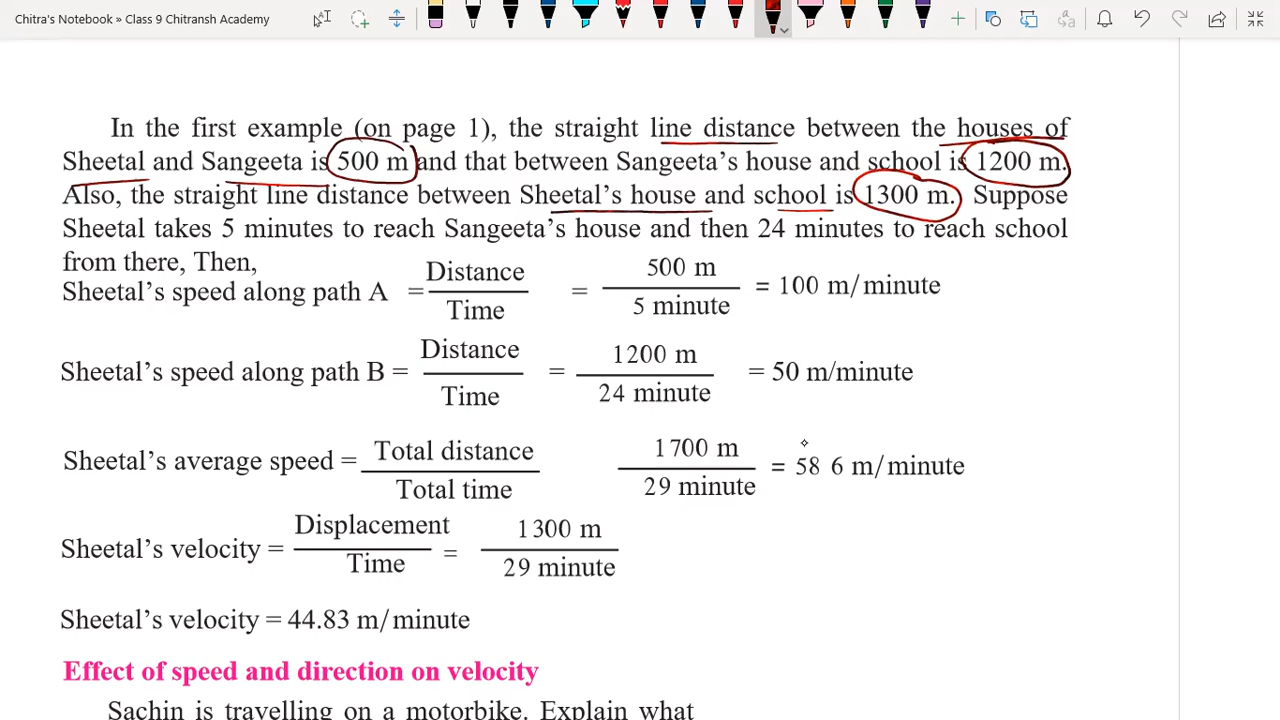 Chitra's Notebook » Class 9 Chitransh Academy
In the first example (on page 1), the straight line distance between the houses of
Sheetal and Sangeeta is 500 m and that between Sangeeta's house and school is 1200 m.
Also, the straight line distance between Sheetal's house and school is 1300 m. Suppose
Sheetal takes 5 minutes to reach Sangeeta's house and then 24 minutes to reach school
from there, Then,
Sheetal's speed along path A = Distance / Time = 500 m / 5 minute = 100 m/minute
Sheetal's speed along path B = Distance / Time = 1200 m / 24 minute = 50 m/minute
Sheetal's average speed = Total distance / Total time 1700 m / 29 minute = 58 6 m/minute
Sheetal's velocity = Displacement / Time = 1300 m / 29 minute
Sheetal's velocity = 44.83 m/minute
Effect of speed and direction on velocity
Sachin is travelling on a motorbike. Explain what